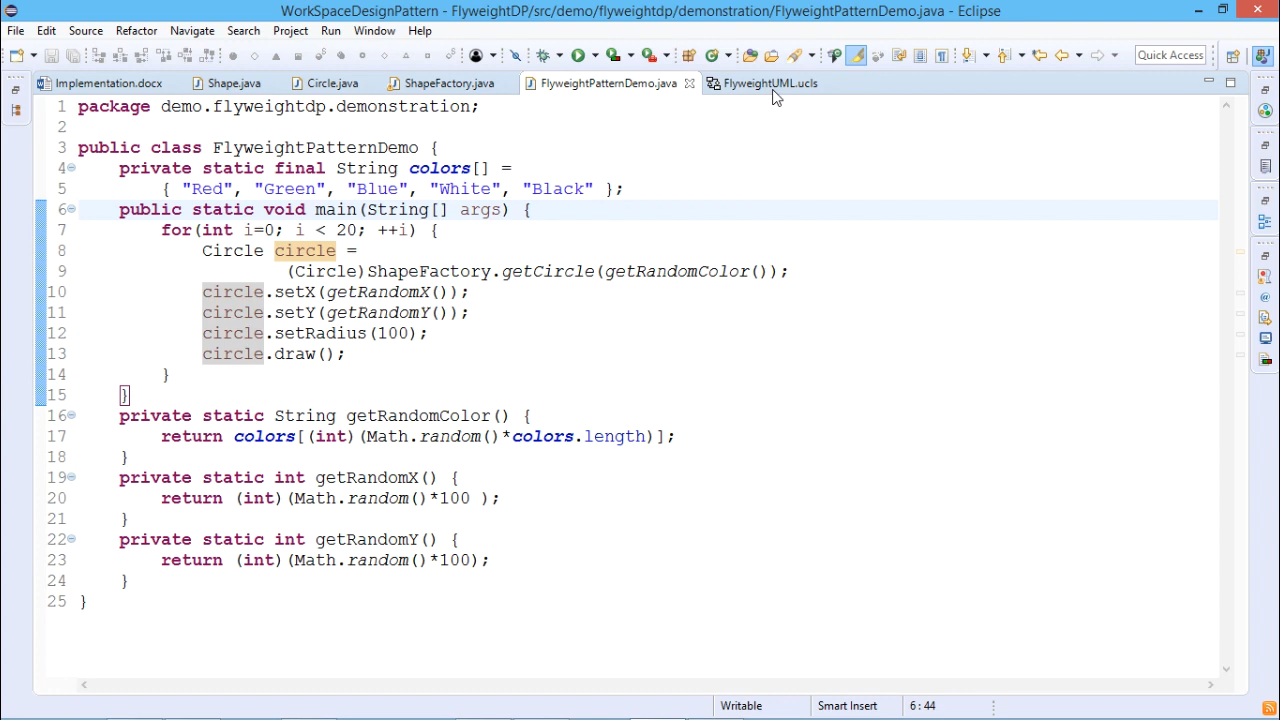 WorkSpaceDesignPattern - FlyweightDP/src/demo/flyweightdp/demonstration/FlyweightPatternDemo.java - Eclipse
File Edit Source Refactor Navigate Search Project Run Window Help
Quick Access
Implementation.docx Shape.java Circle.java ShapeFactory.java FlyweightPatternDemo.java FlyweightUML.ucls
1 package demo.flyweightdp.demonstration;
2
3 public class FlyweightPatternDemo {
4 private static final String colors[] =
5 { "Red", "Green", "Blue", "White", "Black" };
6 public static void main(String[] args) {
7 for(int i=0; i < 20; ++i) {
8 Circle circle =
9 (Circle)ShapeFactory.getCircle(getRandomColor());
10 circle.setX(getRandomX());
11 circle.setY(getRandomY());
12 circle.setRadius(100);
13 circle.draw();
14 }
15 }
16 private static String getRandomColor() {
17 return colors[(int)(Math.random()*colors.length)];
18 }
19 private static int getRandomX() {
20 return (int)(Math.random()*100 );
21 }
22 private static int getRandomY() {
23 return (int)(Math.random()*100);
24 }
25 }
Writable Smart Insert 6 : 44